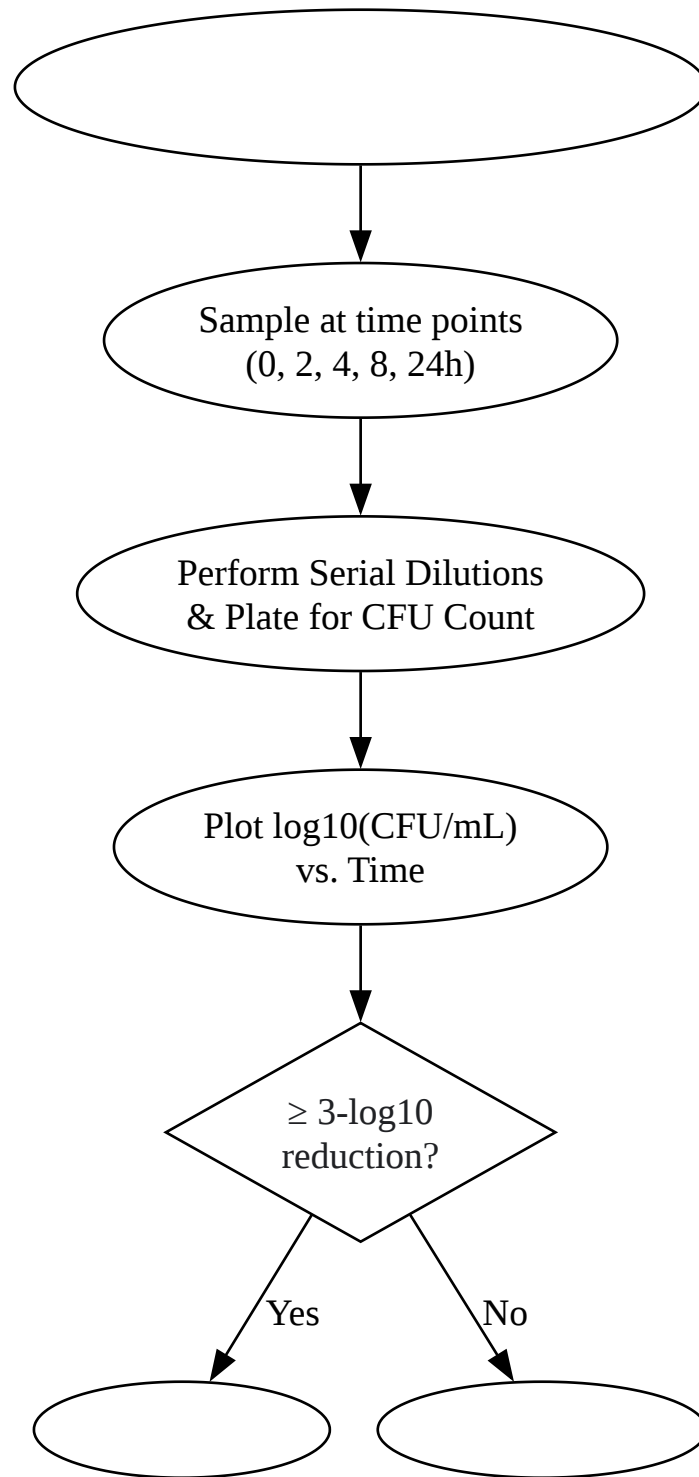 Sample at time points
(0, 2, 4, 8, 24h)
Perform Serial Dilutions
& Plate for CFU Count
Plot log10(CFU/mL)
vs. Time
≥ 3-log10
reduction?
Yes
No